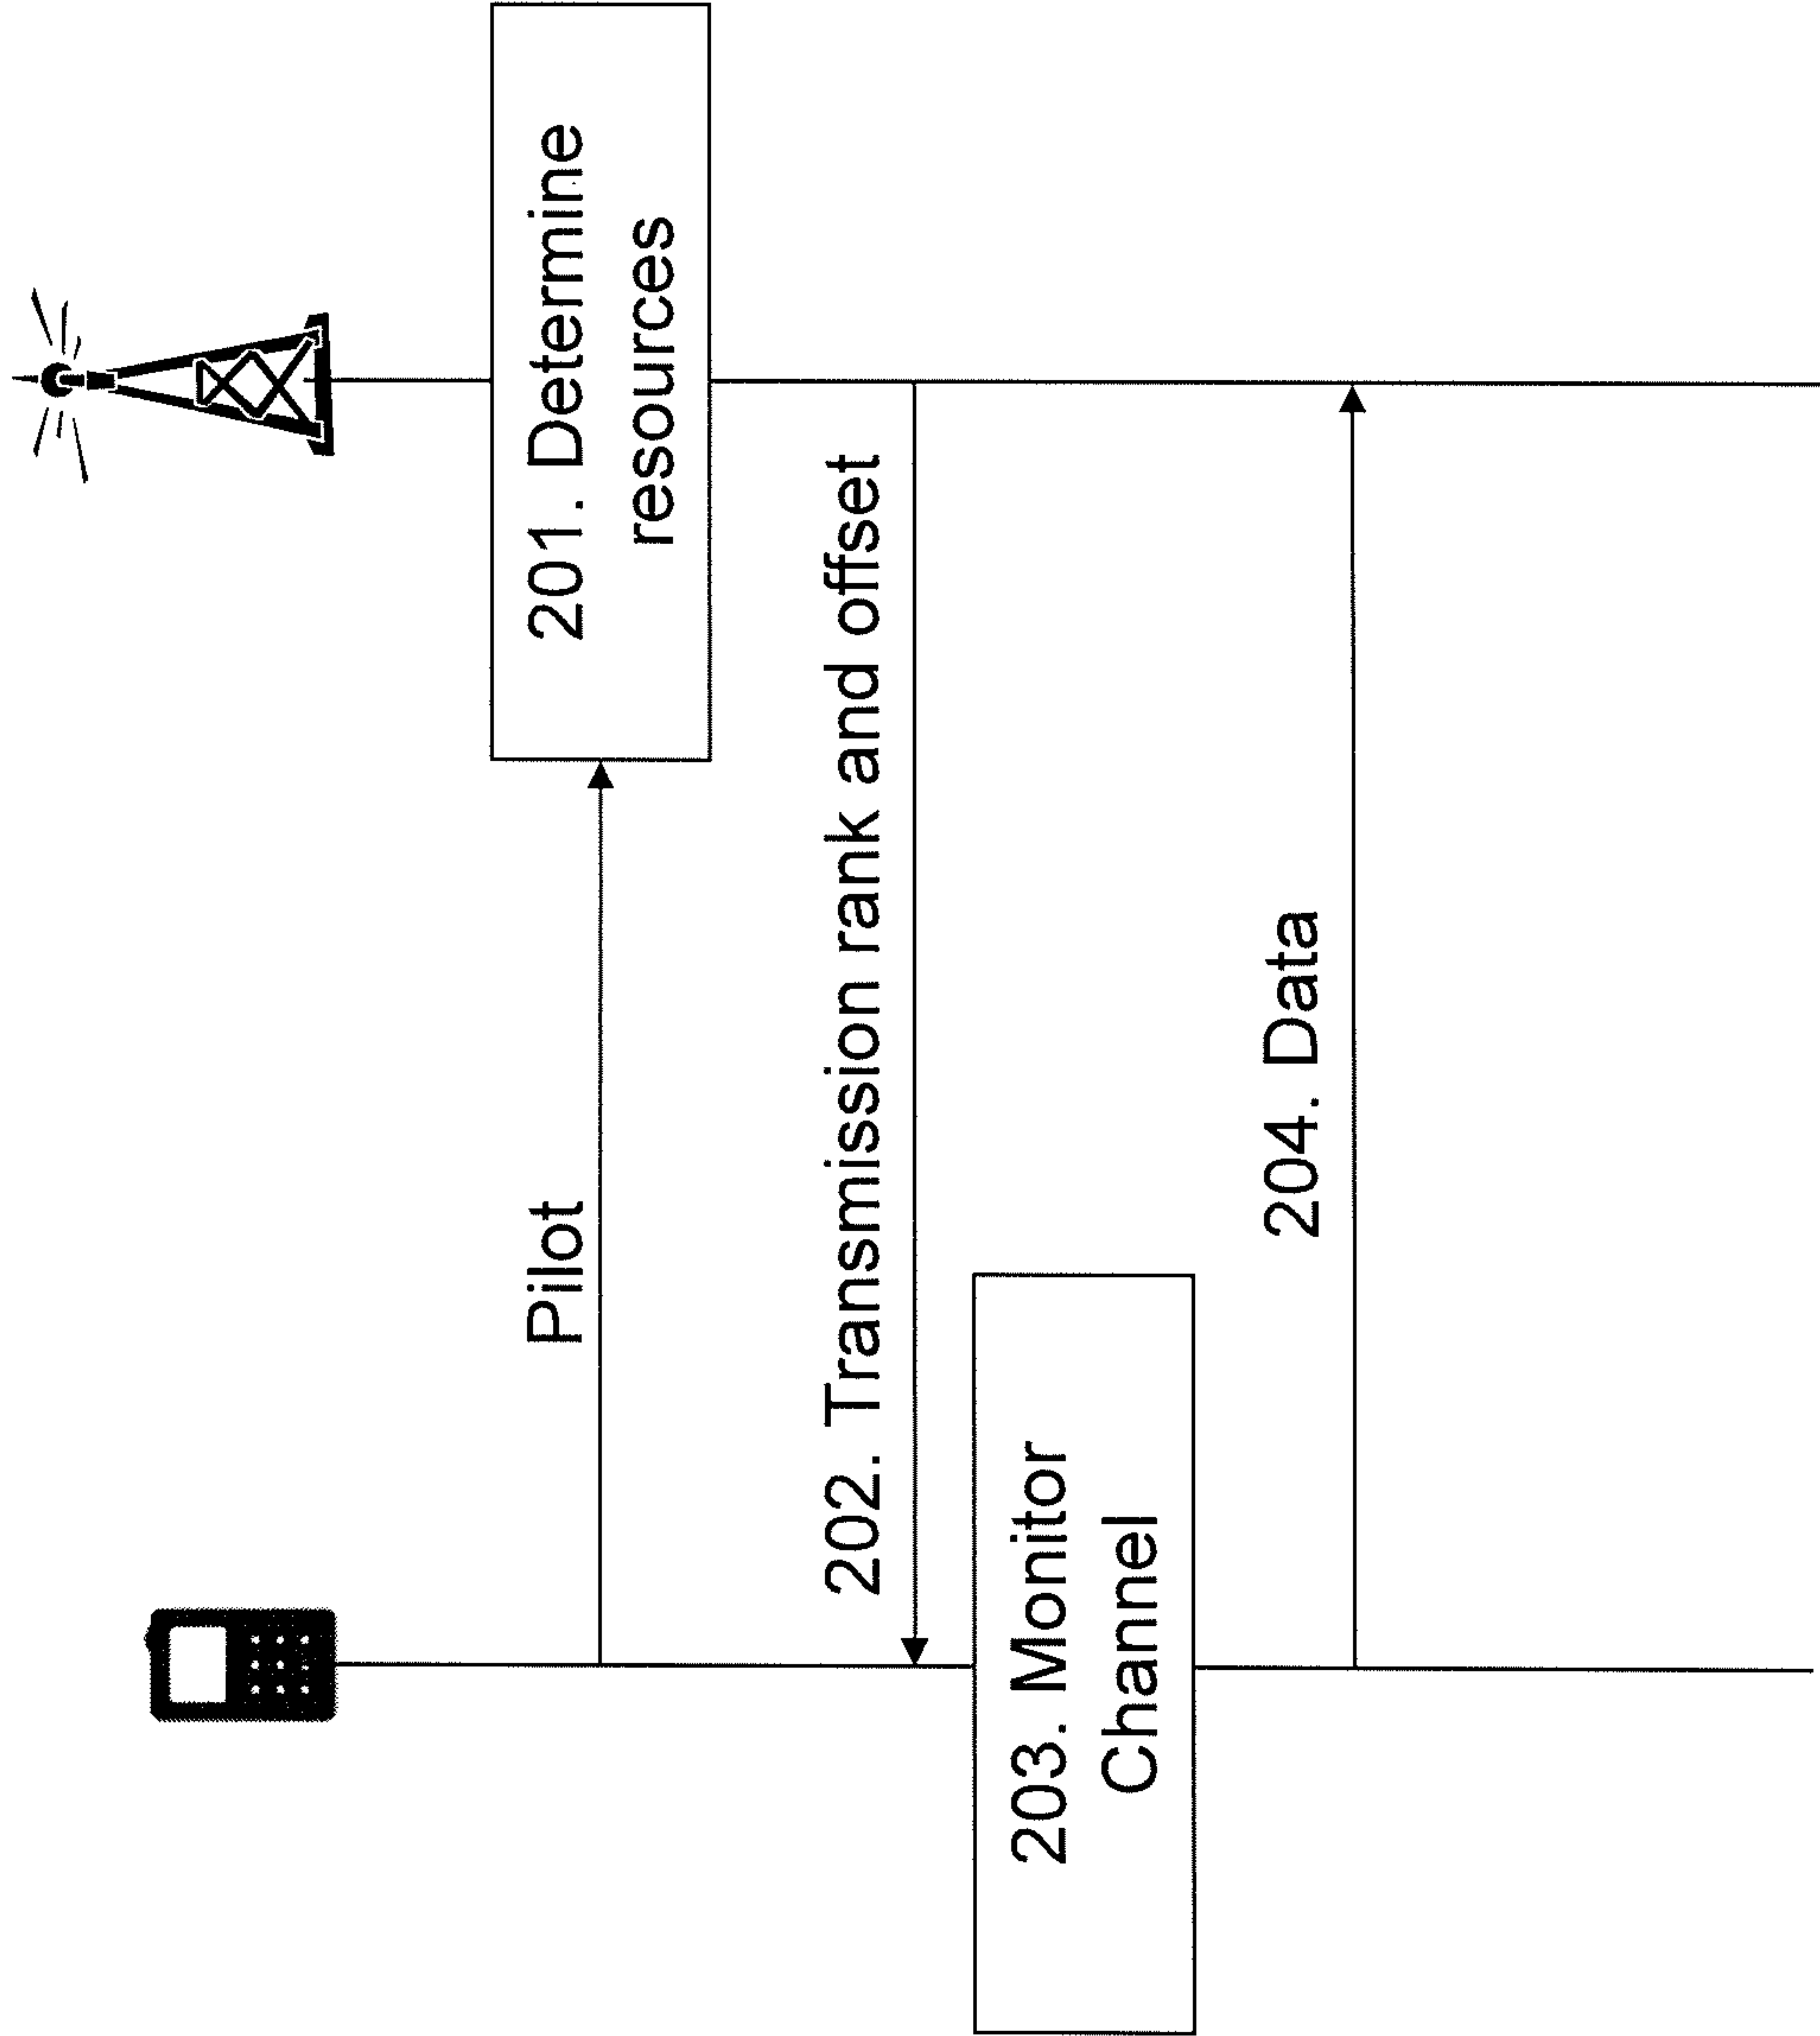 Pilot
201. Determine
resources
202. Transmission rank and offset
203. Monitor
Channel
204. Data